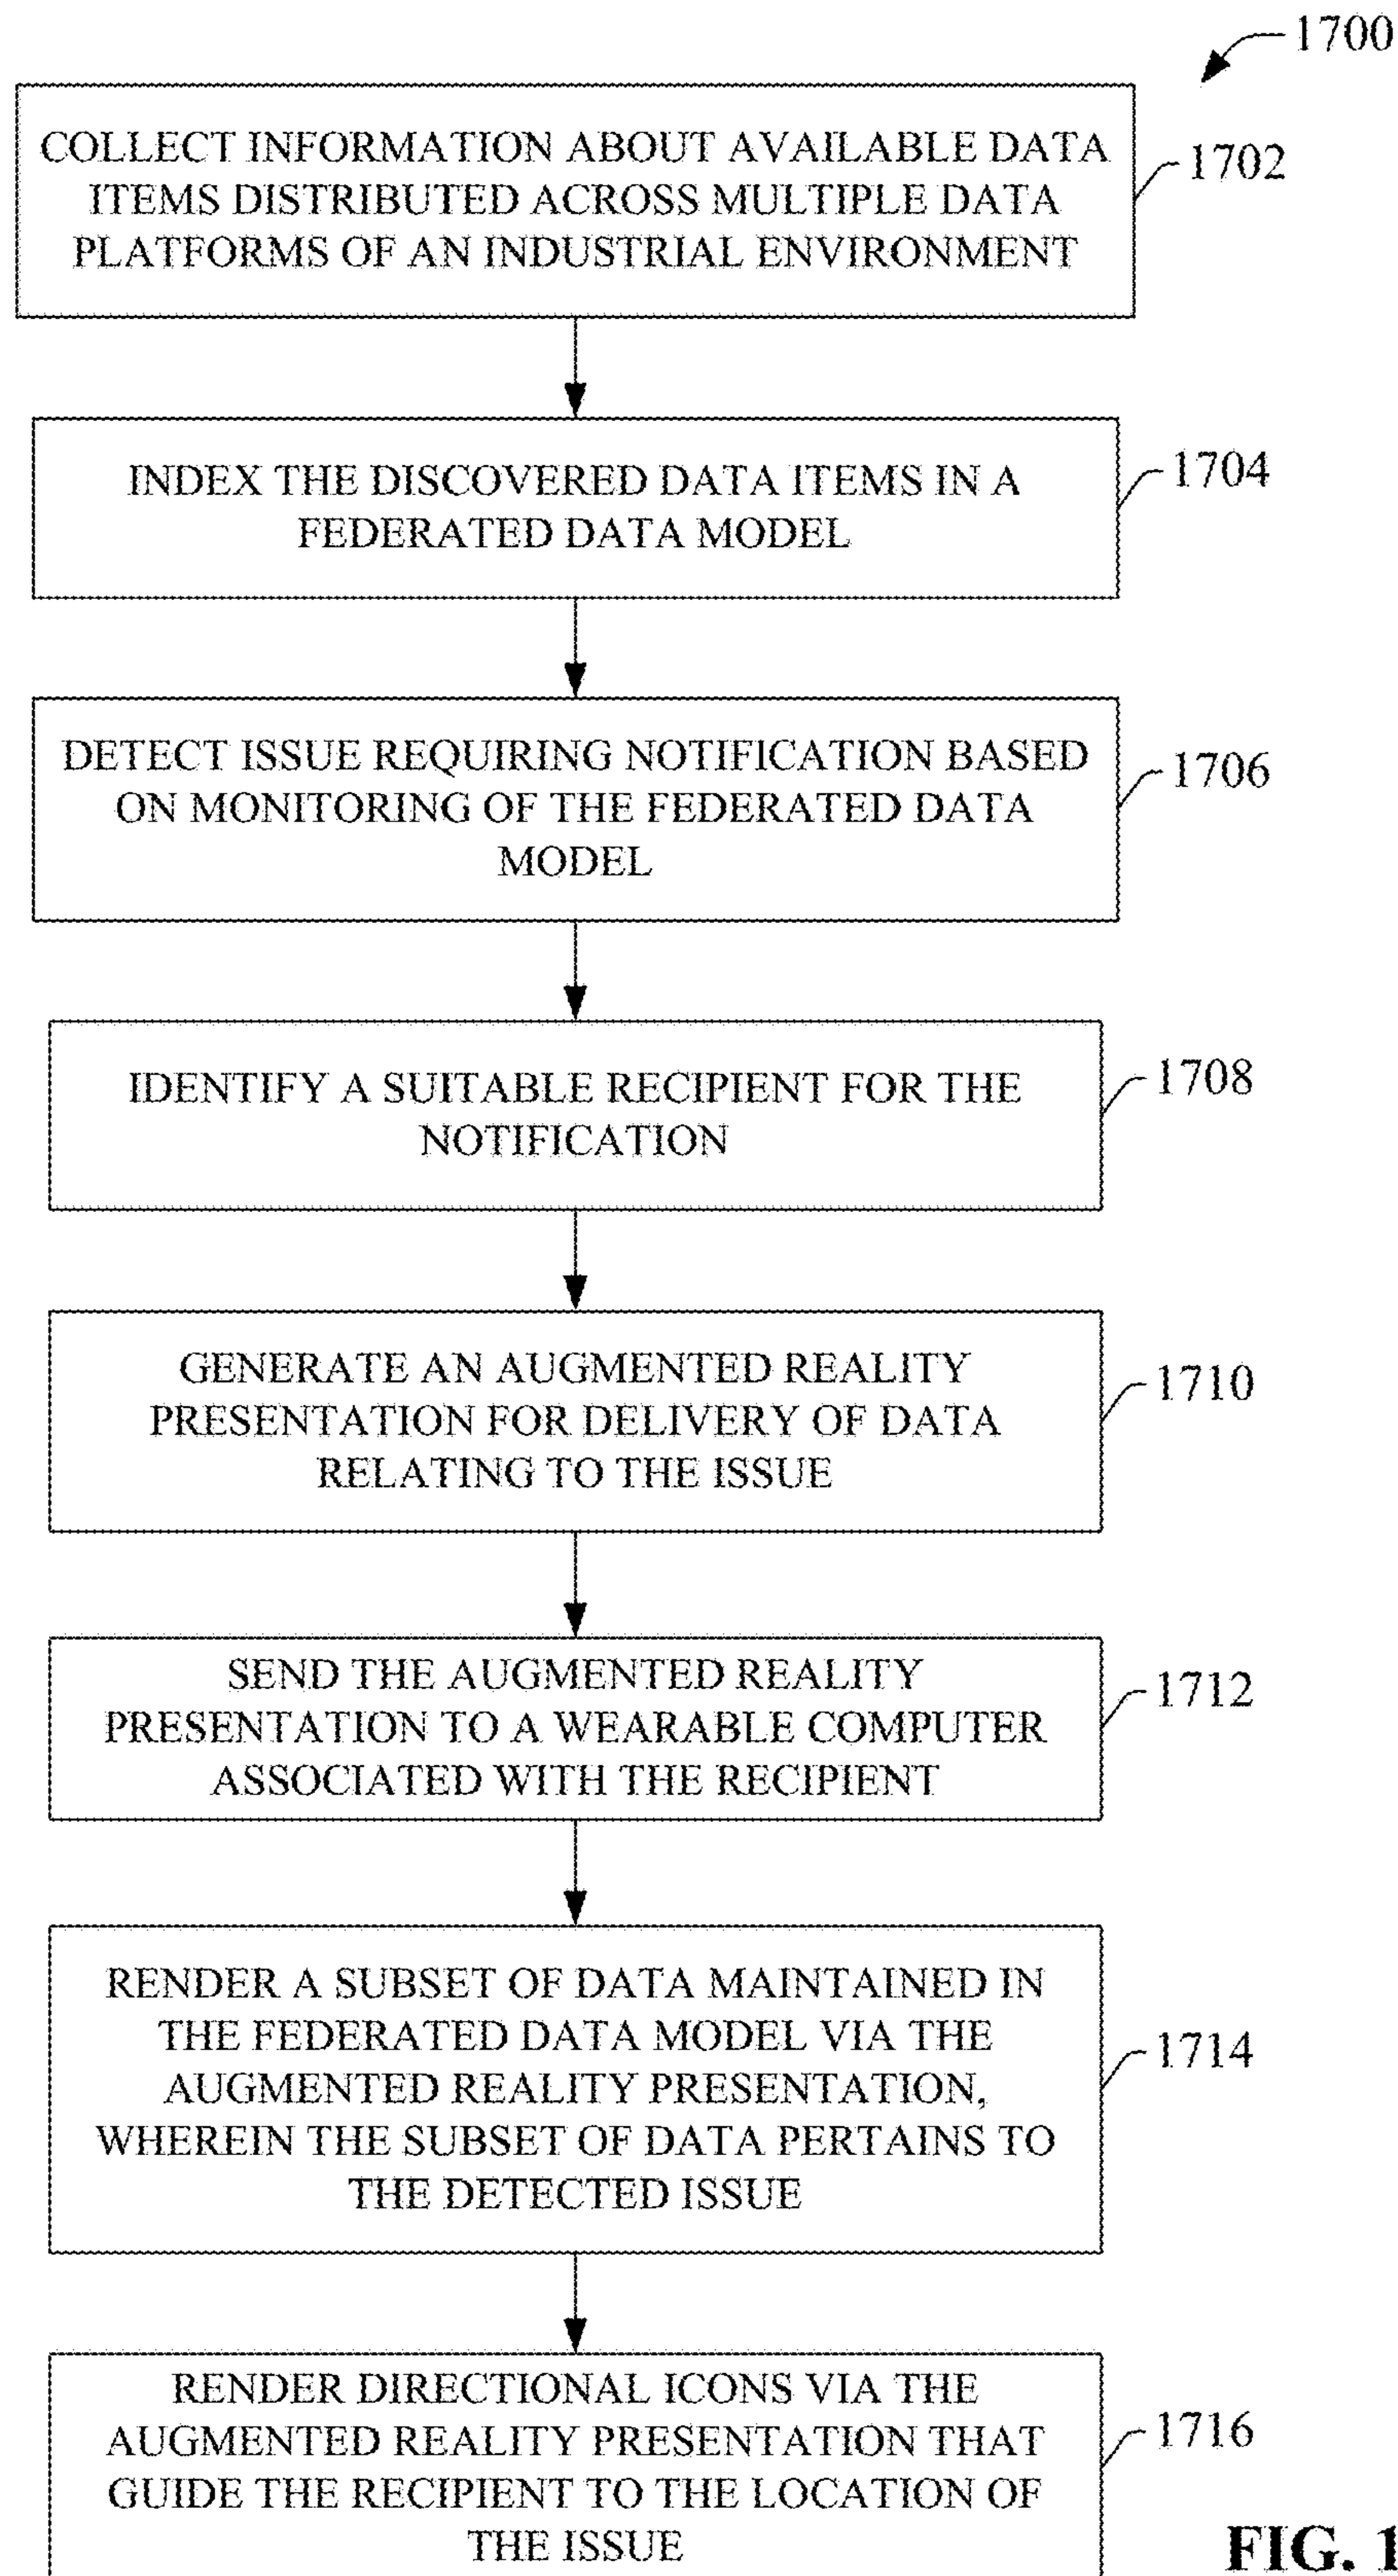 1700
COLLECT INFORMATION ABOUT AVAILABLE DATA
ITEMS DISTRIBUTED ACROSS MULTIPLE DATA
PLATFORMS OF AN INDUSTRIAL ENVIRONMENT
1702
INDEX THE DISCOVERED DATA ITEMS IN A
FEDERATED DATA MODEL
1704
DETECT ISSUE REQUIRING NOTIFICATION BASED
ON MONITORING OF THE FEDERATED DATA
MODEL
1706
IDENTIFY A SUITABLE RECIPIENT FOR THE
NOTIFICATION
1708
GENERATE AN AUGMENTED REALITY
PRESENTATION FOR DELIVERY OF DATA
RELATING TO THE ISSUE
1710
SEND THE AUGMENTED REALITY
PRESENTATION TO A WEARABLE COMPUTER
ASSOCIATED WITH THE RECIPIENT
1712
RENDER A SUBSET OF DATA MAINTAINED IN
THE FEDERATED DATA MODEL VIA THE
AUGMENTED REALITY PRESENTATION,
WHEREIN THE SUBSET OF DATA PERTAINS TO
THE DETECTED ISSUE
1714
RENDER DIRECTIONAL ICONS VIA THE
AUGMENTED REALITY PRESENTATION THAT
GUIDE THE RECIPIENT TO THE LOCATION OF
THE ISSUE
1716
FIG. 1